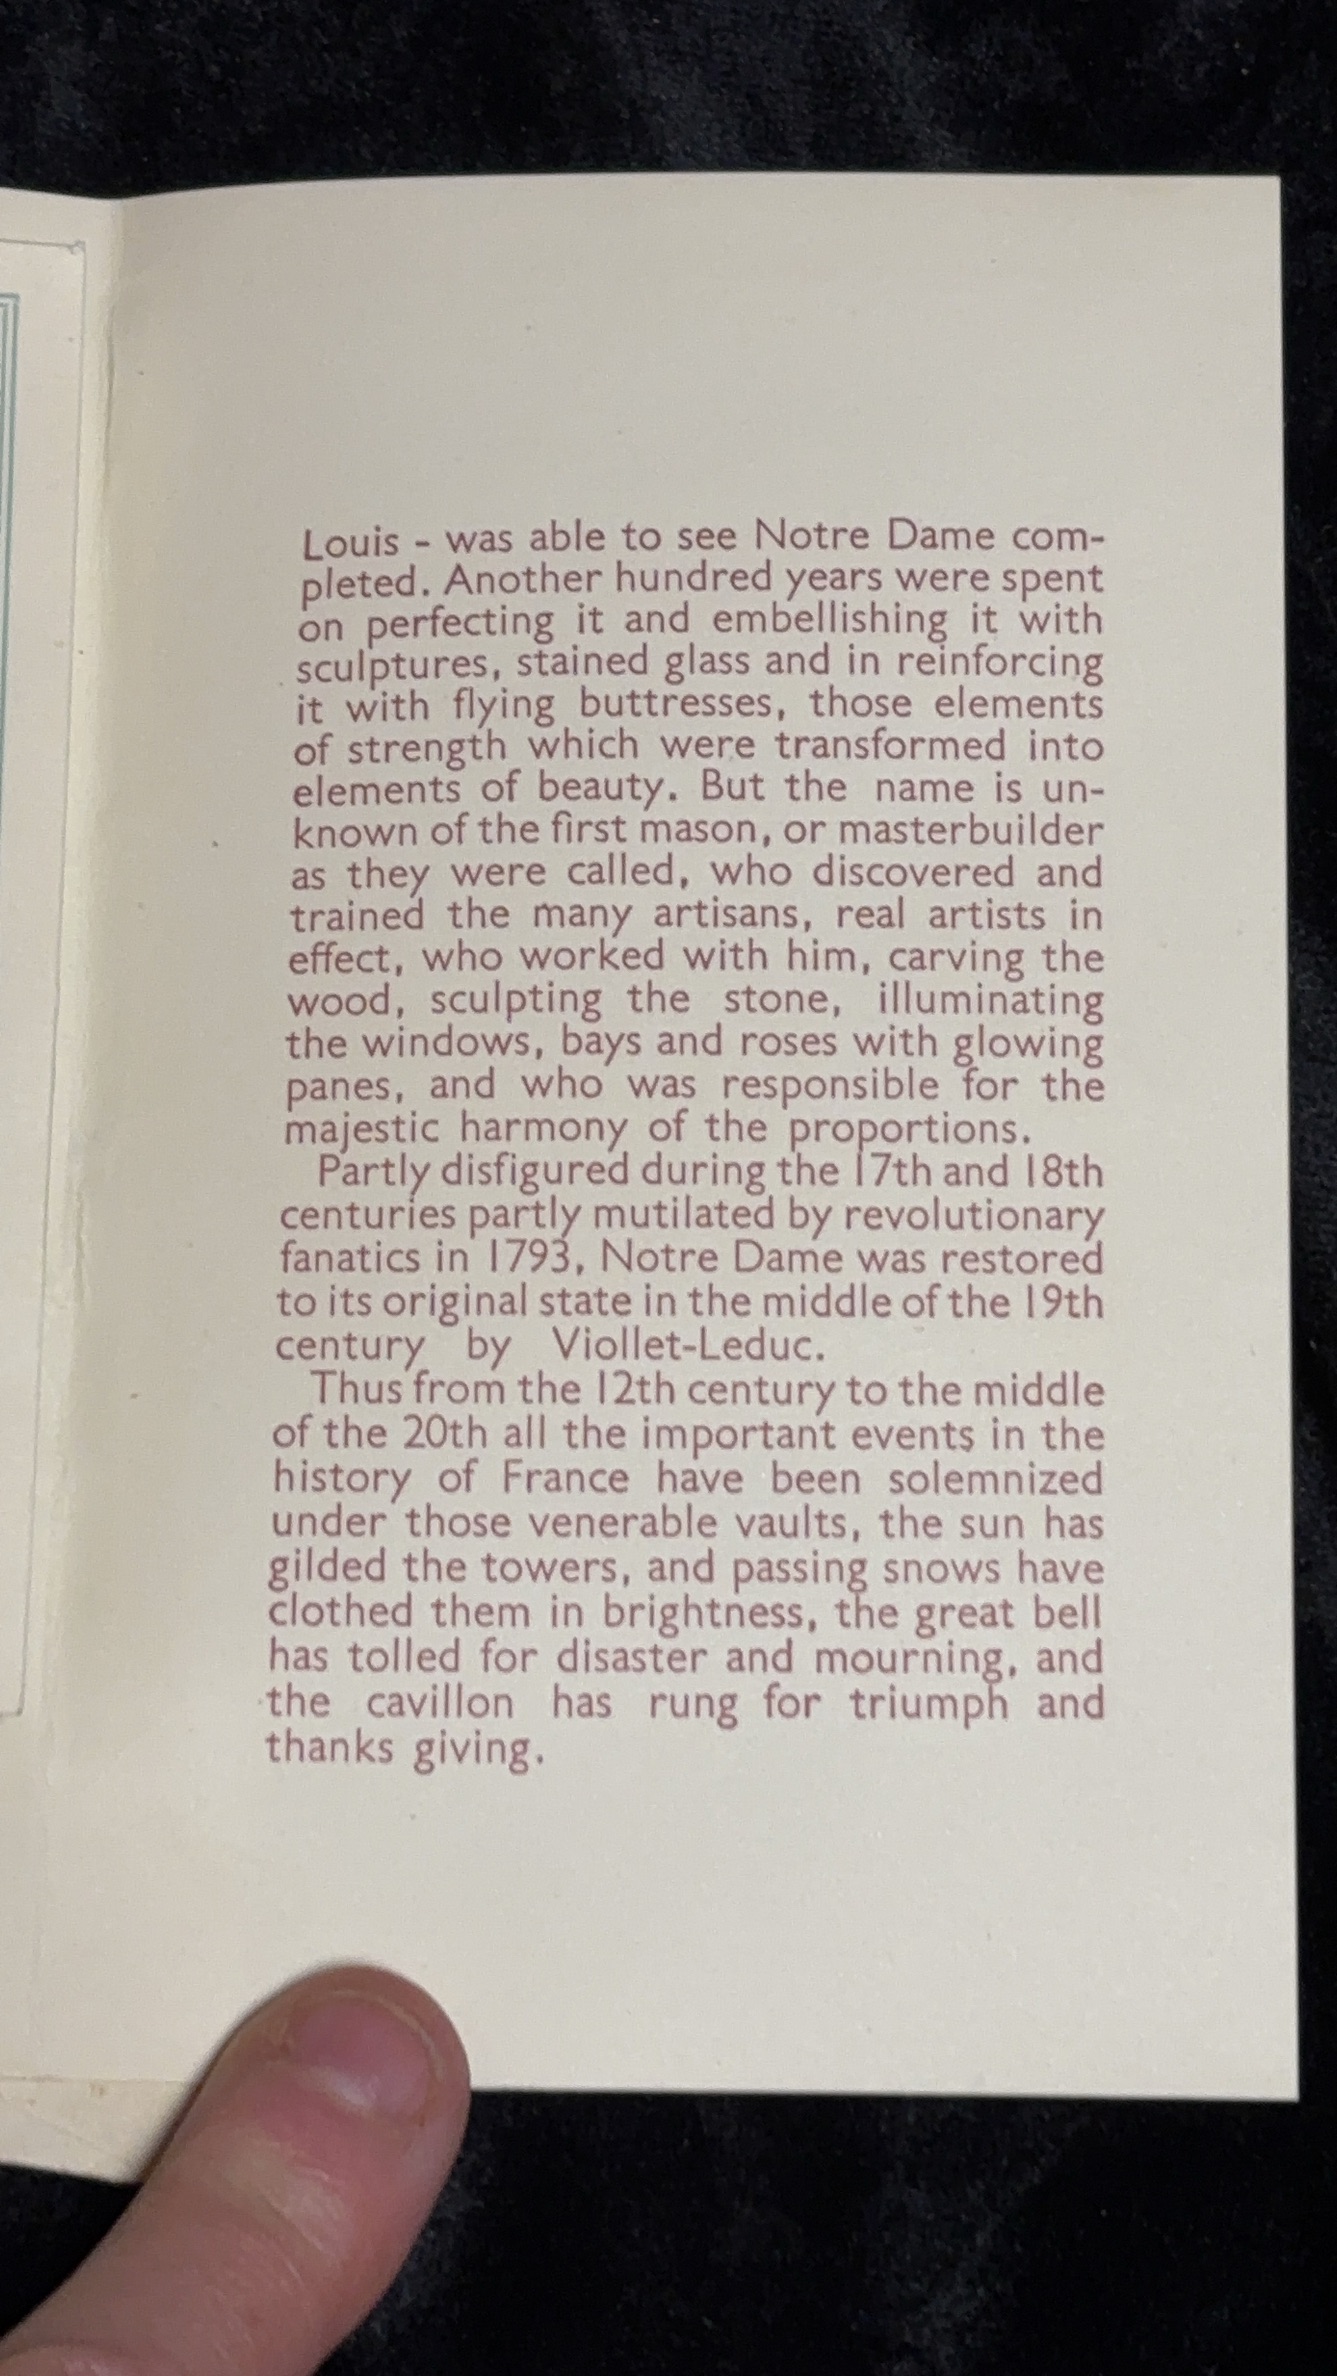 Louis - was able to see Notre Dame com-
pleted. Another hundred years were spent
on perfecting it and embellishing it with
sculptures, stained glass and in reinforcing
it with flying buttresses, those elements
of strength which were transformed into
elements of beauty. But the name is un-
known of the first mason, or masterbuilder
as they were called, who discovered and
trained the many artisans, real artists in
effect, who worked with him, carving the
wood, sculpting the stone, illuminating
the windows, bays and roses with glowing
panes, and who was responsible for the
majestic harmony of the proportions.
Partly disfigured during the 17th and 18th
centuries partly mutilated by revolutionary
fanatics in 1793, Notre Dame was restored
to its original state in the middle of the 19th
century by Viollet-Leduc.
Thus from the 12th century to the middle
of the 20th all the important events in the
history of France have been solemnized
under those venerable vaults, the sun has
gilded the towers, and passing snows have
clothed them in brightness, the great bell
has tolled for disaster and mourning, and
the cavillon has rung for triumph and
thanks giving.